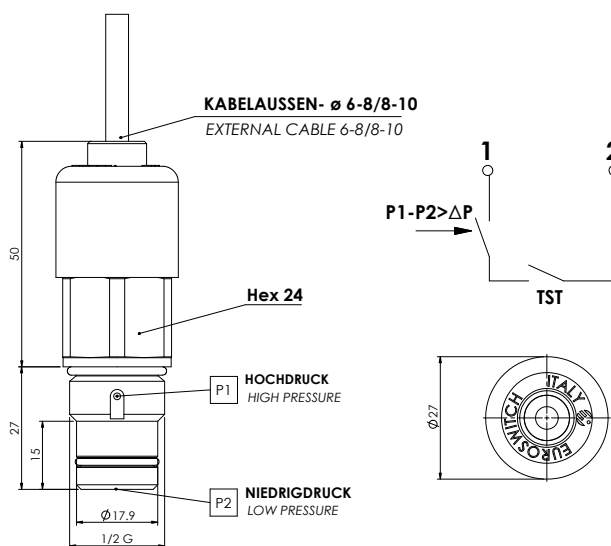 KABELAUSSEN- ø 6-8/8-10
EXTERNAL CABLE 6-8/8-10
1
2
P1-P2>△P
TST
50
Hex 24
P1
HOCHDRUCK
HIGH PRESSURE
27
15
P2
NIEDRIGDRUCK
LOW PRESSURE
Ø17.9
1/2 G
Ø27
EUROSWITCH ITALY